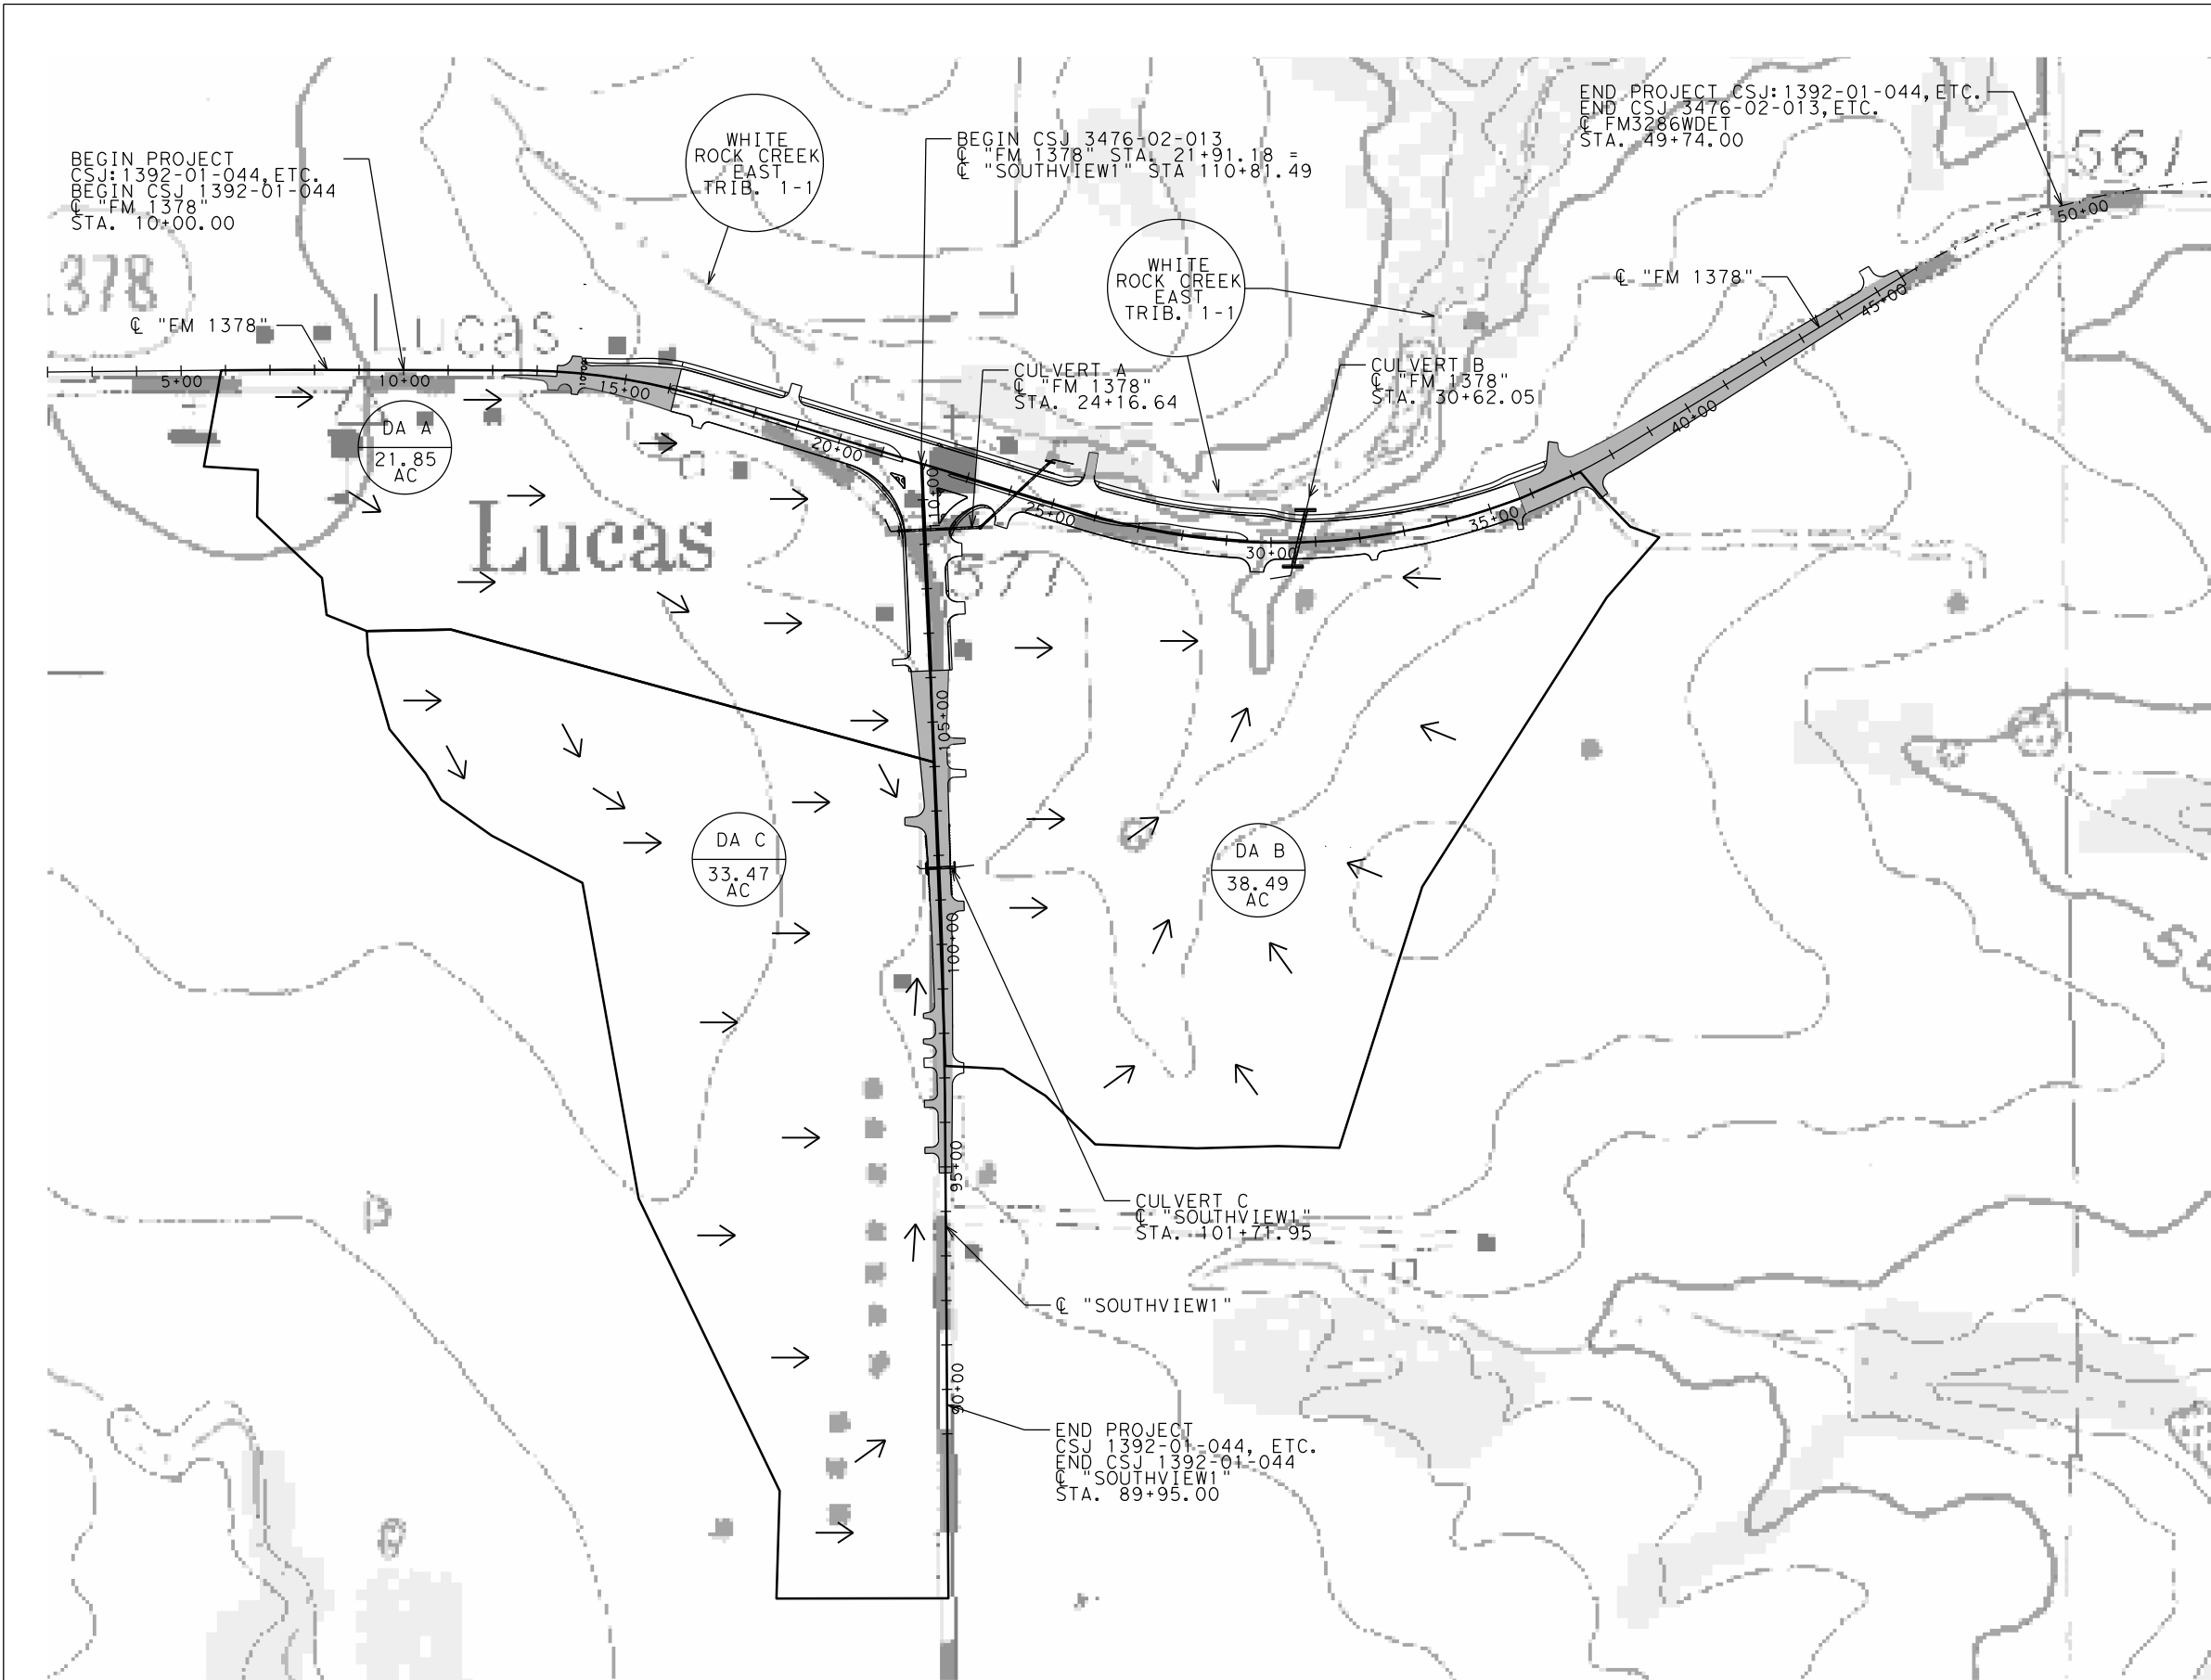 BEGIN PROJECT
CSJ:1392-01-044,ETC.
BEGIN CSJ 1392-01-044
℄ "FM 1378"
STA. 10+00.00
WHITE
ROCK CREEK
EAST
TRIB. 1-1
BEGIN CSJ 3476-02-013
℄ "FM 1378" STA. 21+91.18 =
℄ "SOUTHVIEW1" STA 110+81.49
END PROJECT CSJ:1392-01-044,ETC.
END CSJ 3476-02-013,ETC.
℄ FM3286WDET
STA. 49+74.00
561
50+00
WHITE
ROCK CREEK
EAST
TRIB. 1-1
℄ "FM 1378"
45+00
378
℄ "FM 1378"
Lucas
5+00
10+00
15+00
CULVERT A
℄ "FM 1378"
STA. 24+16.64
CULVERT B
℄ "FM 1378"
STA. 30+62.05
40+00
DA A
21.85
AC
20+00
25+00
30+00
35+00
Lucas
571
105+00
DA C
33.47
AC
DA B
38.49
AC
100+00
95+00
CULVERT C
℄ "SOUTHVIEW1"
STA. 101+71.95
℄ "SOUTHVIEW1"
90+00
END PROJECT
CSJ 1392-01-044, ETC.
END CSJ 1392-01-044
℄ "SOUTHVIEW1"
STA. 89+95.00